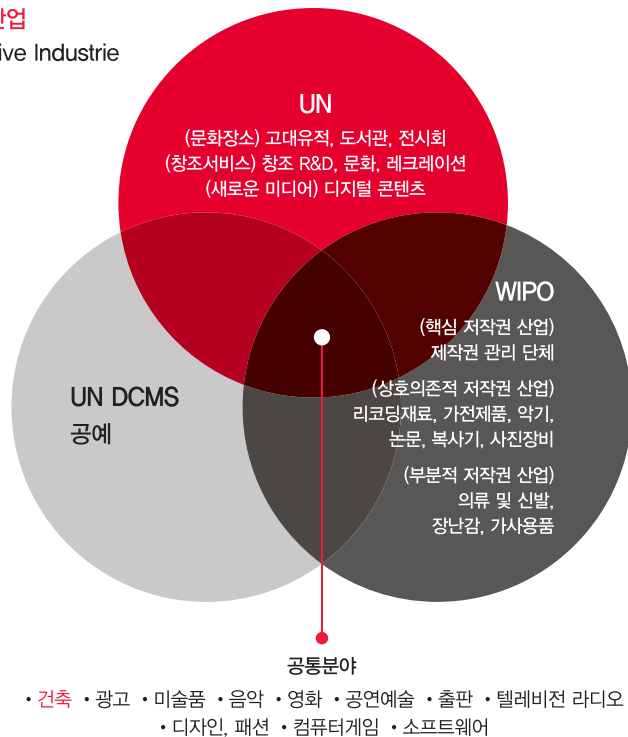 산업
ive Industrie
UN
(문화장소) 고대유적, 도서관, 전시회
(창조서비스) 창조 R&D, 문화, 레크레이션
(새로운 미디어) 디지털 콘텐츠
WIPO
(핵심 저작권 산업)
제작권 관리 단체
(상호의존적 저작권 산업)
리코딩재료, 가전제품, 악기,
논문, 복사기, 사진장비
(부분적 저작권 산업)
의류 및 신발,
장난감, 가사용품
UN DCMS
공예
공통분야
• 건축 • 광고 • 미술품 • 음악 • 영화 • 공연예술 • 출판 • 텔레비전 라디오
• 디자인, 패션 • 컴퓨터게임 • 소프트웨어